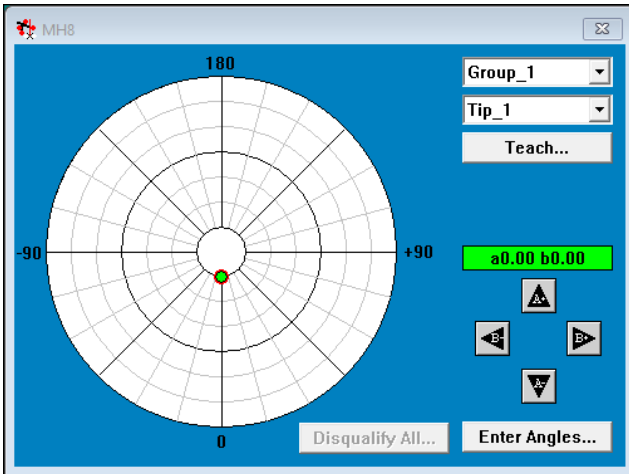 MH8
180
Group_1
Tip_1
Teach...
-90
+90
a0.00 b0.00
A+
B-
B+
A-
0
Disqualify All...
Enter Angles...